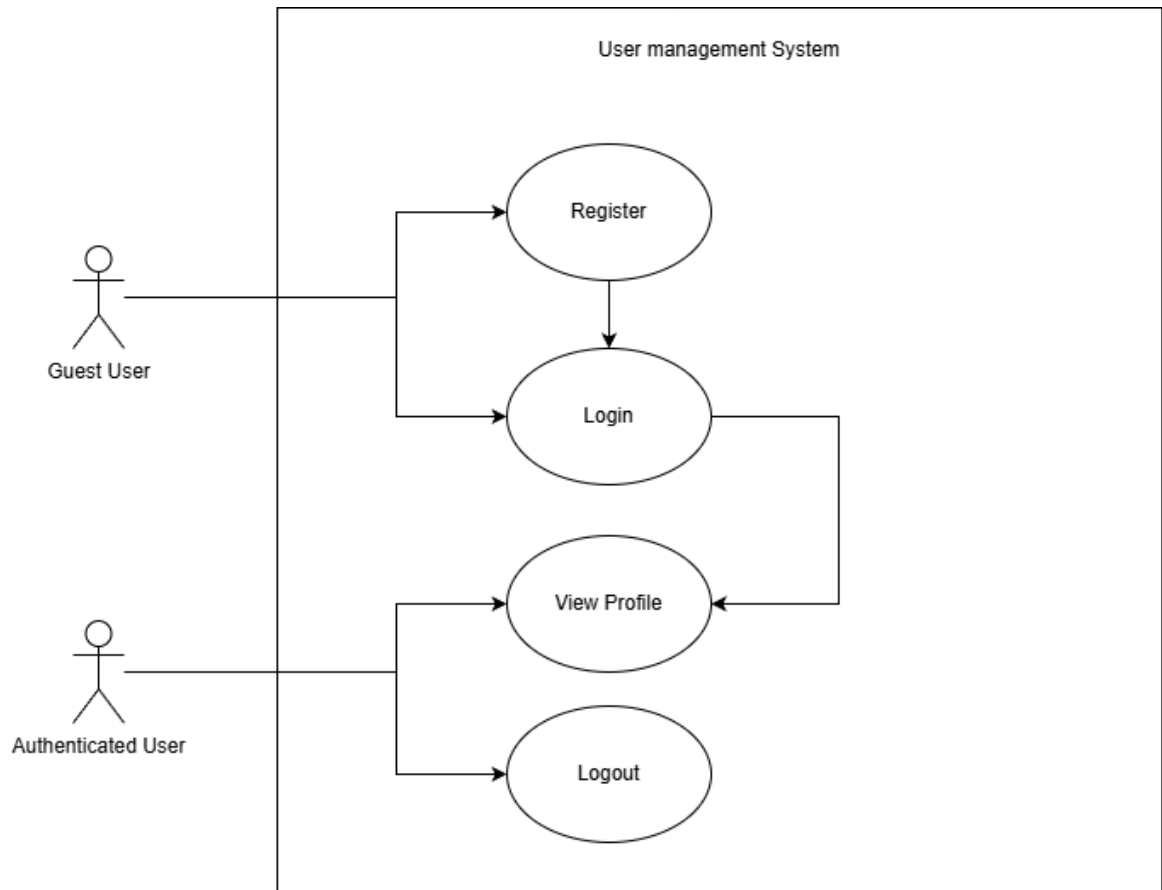 User management System
Register
Guest User
Login
View Profile
Authenticated User
Logout